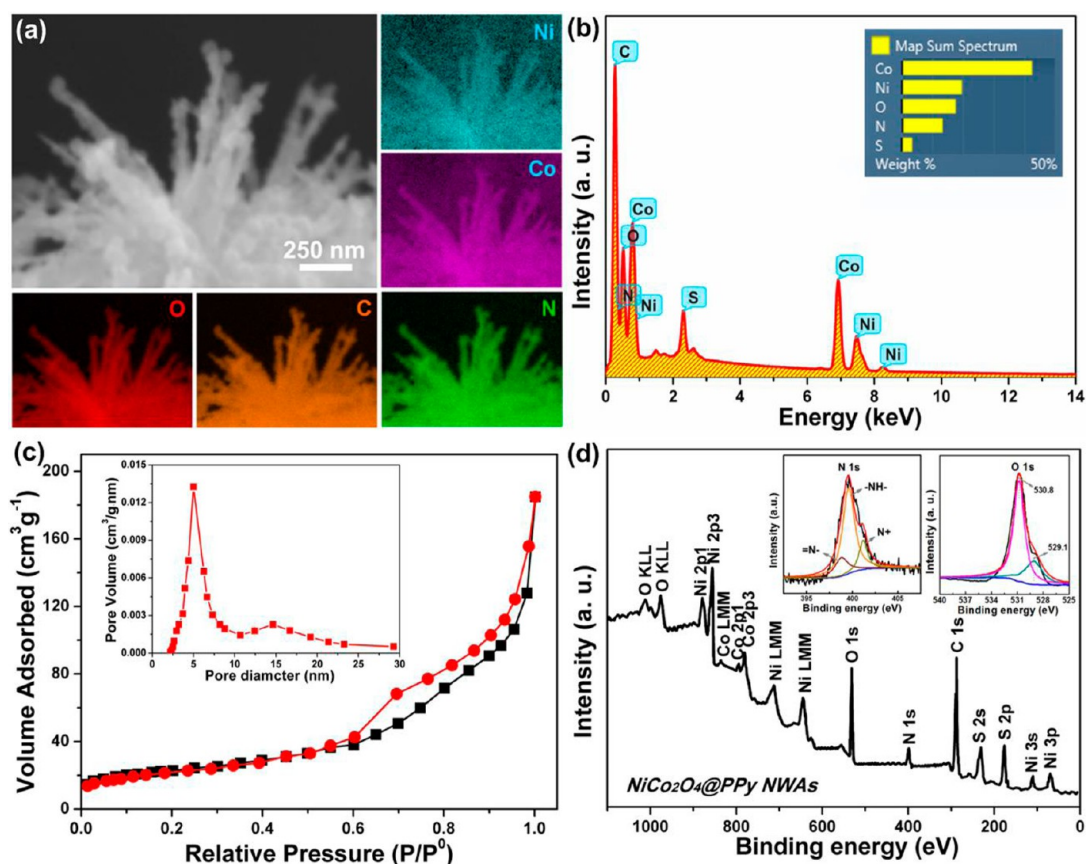 (a)
Ni
Co
250 nm
O
C
N
(b)
Intensity (a. u.)
C
Co
O
N
Ni
S
Co
Ni
Ni
Map Sum Spectrum
Co
Ni
O
N
S
Weight %
50%
0 2 4 6 8 10 12 14
Energy (keV)
(c)
Volume Adsorbed (cm³g⁻¹)
200
160
120
80
40
0
0.0 0.2 0.4 0.6 0.8 1.0
Relative Pressure (P/P⁰)
Pore Volume (cm³/g nm)
0.015
0.012
0.009
0.006
0.003
0.000
0 5 10 15 20 25 30
Pore diamcter (nm)
(d)
Intensity (a. u.)
O KLL
O KLL
Ni 2p1
Ni 2p3
Co LMM
Co 2p1
Co 2p3
Ni LMM
Ni LMM
O 1s
N 1s
C 1s
S 2s
S 2p
Ni 3s
Ni 3p
NiCo₂O₄@PPy NWAs
1000 800 600 400 200 0
Binding energy (eV)
Intensity (a.u.)
N 1s
-NH-
N+
=N-
395 400 405
Binding energy (eV)
Intensity (a. u.)
O 1s
530.8
529.1
540 537 534 531 528 525
Binding energy (eV)